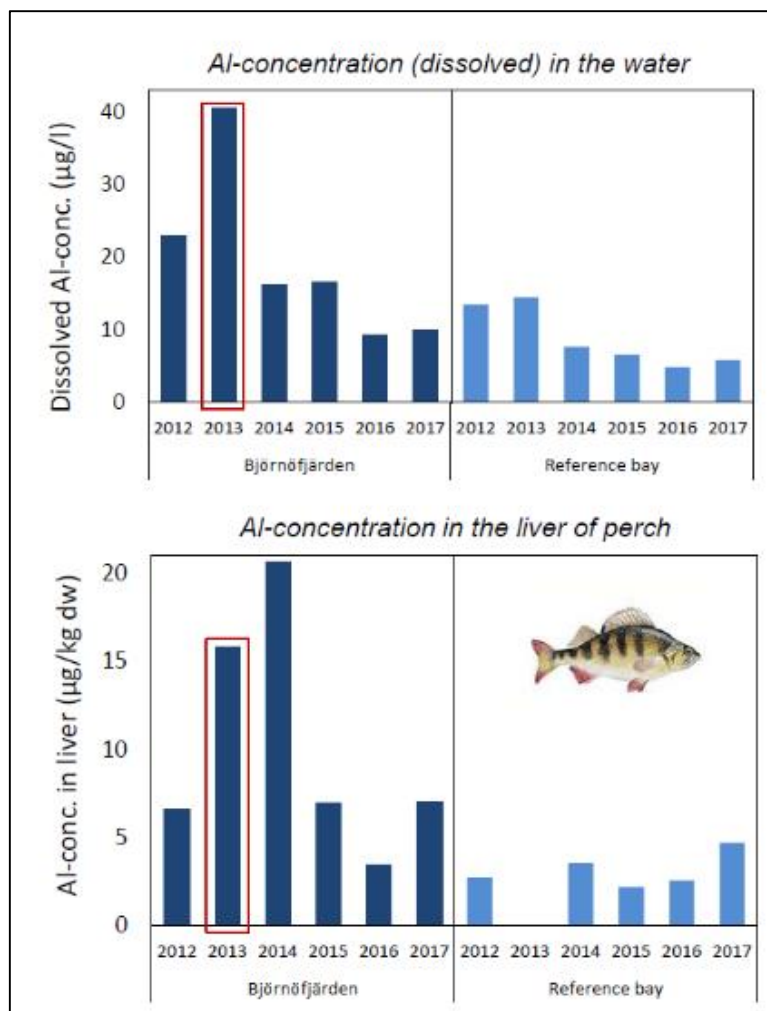 Al-concentration (dissolved) in the water
Dissolved Al-conc. (µg/l)
40
30
20
10
0
2012 2013 2014 2015 2016 2017 2012 2013 2014 2015 2016 2017
Björnöfjärden Reference bay
Al-concentration in the liver of perch
Al-conc. in liver (µg/kg dw)
20
15
10
5
0
2012 2013 2014 2015 2016 2017 2012 2013 2014 2015 2016 2017
Björnöfjärden Reference bay